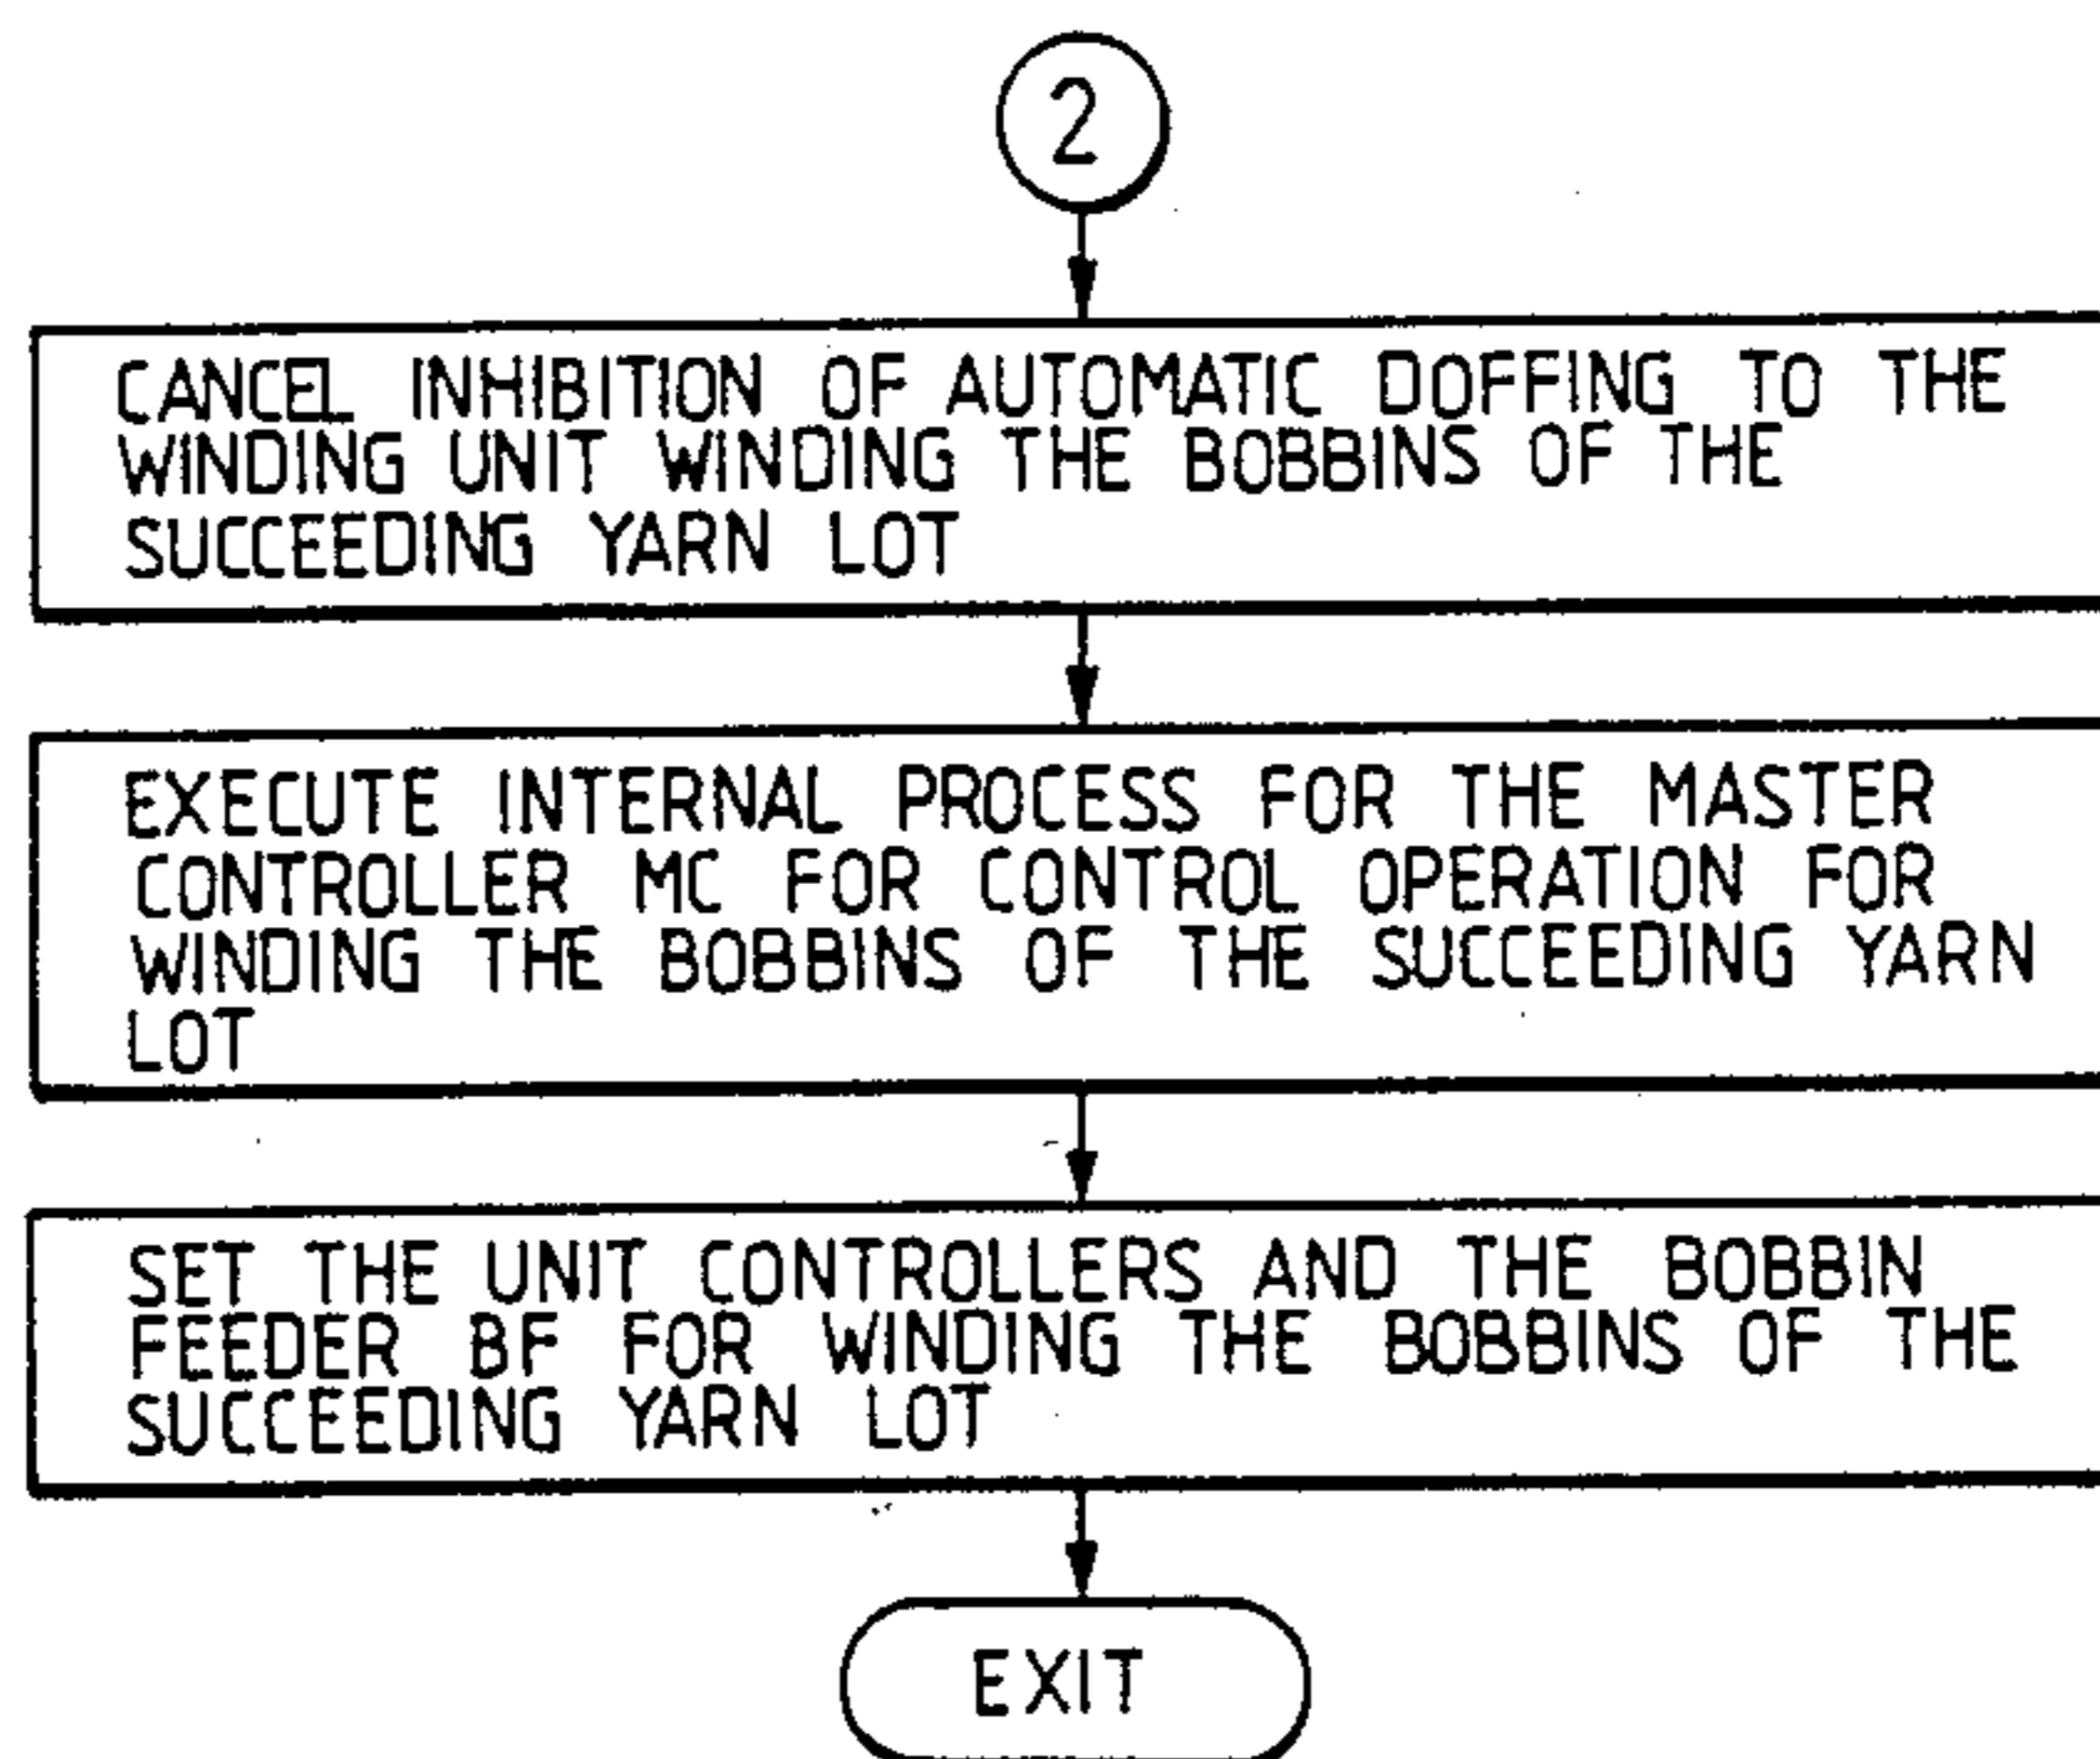 2
CANCEL INHIBITION OF AUTOMATIC DOFFING TO THE
WINDING UNIT WINDING THE BOBBINS OF THE
SUCCEEDING YARN LOT
EXECUTE INTERNAL PROCESS FOR THE MASTER
CONTROLLER MC FOR CONTROL OPERATION FOR
WINDING THE BOBBINS OF THE SUCCEEDING YARN
LOT
SET THE UNIT CONTROLLERS AND THE BOBBIN
FEEDER BF FOR WINDING THE BOBBINS OF THE
SUCCEEDING YARN LOT
EXIT